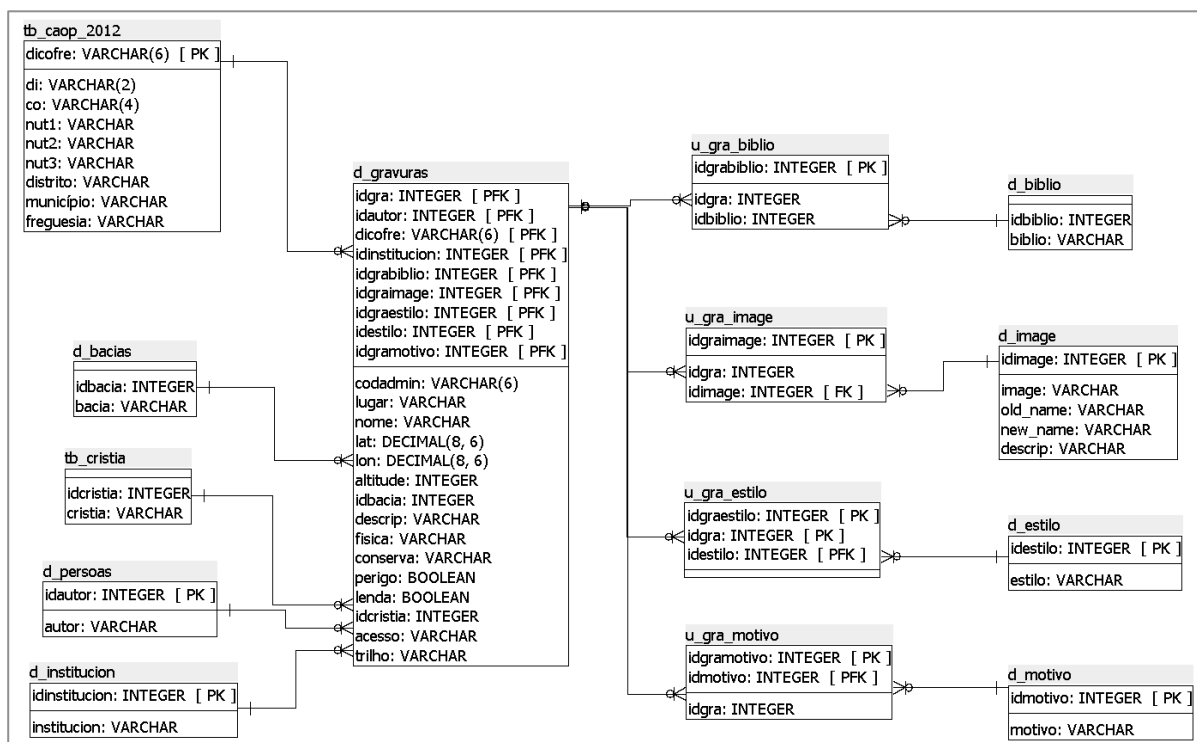 tb_caop_2012
dicofre: VARCHAR(6) [ PK ]
di: VARCHAR(2)
co: VARCHAR(4)
nut1: VARCHAR
nut2: VARCHAR
nut3: VARCHAR
distrito: VARCHAR
município: VARCHAR
freguesia: VARCHAR
d_bacias
idbacia: INTEGER
bacia: VARCHAR
tb_cristia
idcristia: INTEGER
cristia: VARCHAR
d_persoas
idautor: INTEGER [ PK ]
autor: VARCHAR
d_institucion
idinstitucion: INTEGER [ PK ]
institucion: VARCHAR
d_gravuras
idgra: INTEGER [ PFK ]
idautor: INTEGER [ PFK ]
dicofre: VARCHAR(6) [ PFK ]
idinstitucion: INTEGER [ PFK ]
idgrabiblio: INTEGER [ PFK ]
idgraimage: INTEGER [ PFK ]
idgraestilo: INTEGER [ PFK ]
idestilo: INTEGER [ PFK ]
idgramotivo: INTEGER [ PFK ]
codadmin: VARCHAR(6)
lugar: VARCHAR
nome: VARCHAR
lat: DECIMAL(8, 6)
lon: DECIMAL(8, 6)
altitude: INTEGER
idbacia: INTEGER
descrip: VARCHAR
fisica: VARCHAR
conserva: VARCHAR
perigo: BOOLEAN
lenda: BOOLEAN
idcristia: INTEGER
acesso: VARCHAR
trilho: VARCHAR
u_gra_biblio
idgrabiblio: INTEGER [ PK ]
idgra: INTEGER
idbiblio: INTEGER
d_biblio
idbiblio: INTEGER
biblio: VARCHAR
u_gra_image
idgraimage: INTEGER [ PK ]
idgra: INTEGER
idimage: INTEGER [ FK ]
d_image
idimage: INTEGER [ PK ]
image: VARCHAR
old_name: VARCHAR
new_name: VARCHAR
descrip: VARCHAR
u_gra_estilo
idgraestilo: INTEGER [ PK ]
idgra: INTEGER [ PK ]
idestilo: INTEGER [ PFK ]
d_estilo
idestilo: INTEGER [ PK ]
estilo: VARCHAR
u_gra_motivo
idgramotivo: INTEGER [ PK ]
idmotivo: INTEGER [ PFK ]
idgra: INTEGER
d_motivo
idmotivo: INTEGER [ PK ]
motivo: VARCHAR